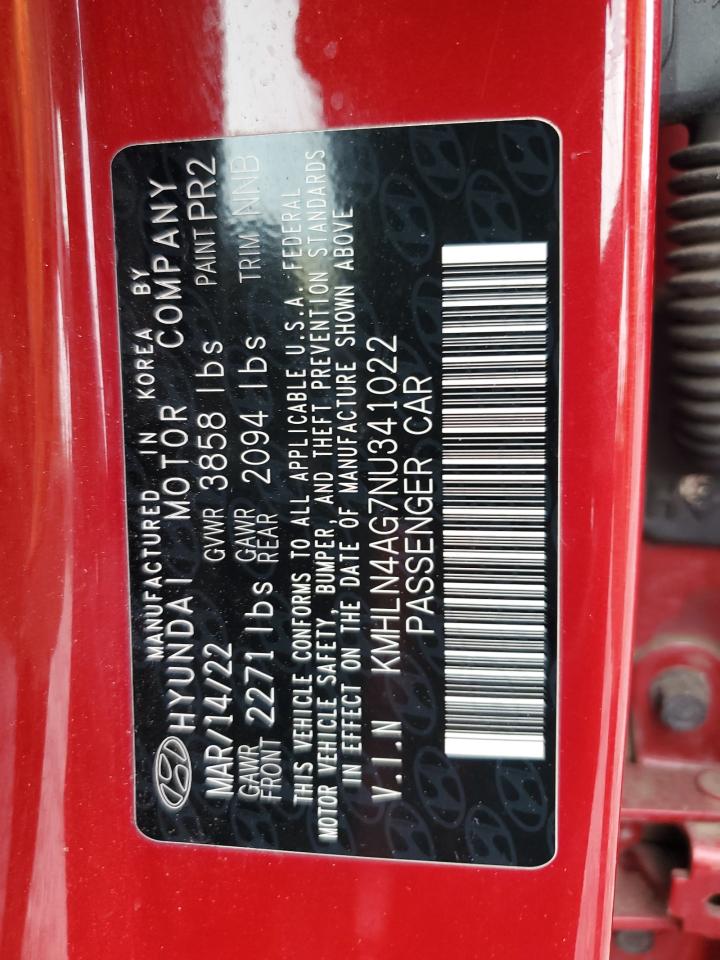 MANUFACTURED IN KOREA BY
HYUNDAI MOTOR COMPANY
MAR/14/22 GVWR 3858 lbs PAINT PR2
GAWR FRONT 2271 lbs GAWR REAR 2094 lbs TRIM NNB
THIS VEHICLE CONFORMS TO ALL APPLICABLE U.S.A. FEDERAL
MOTOR VEHICLE SAFETY, BUMPER, AND THEFT PREVENTION STANDARDS
IN EFFECT ON THE DATE OF MANUFACTURE SHOWN ABOVE
V.I.N KMHLN4AG7NU341022
PASSENGER CAR